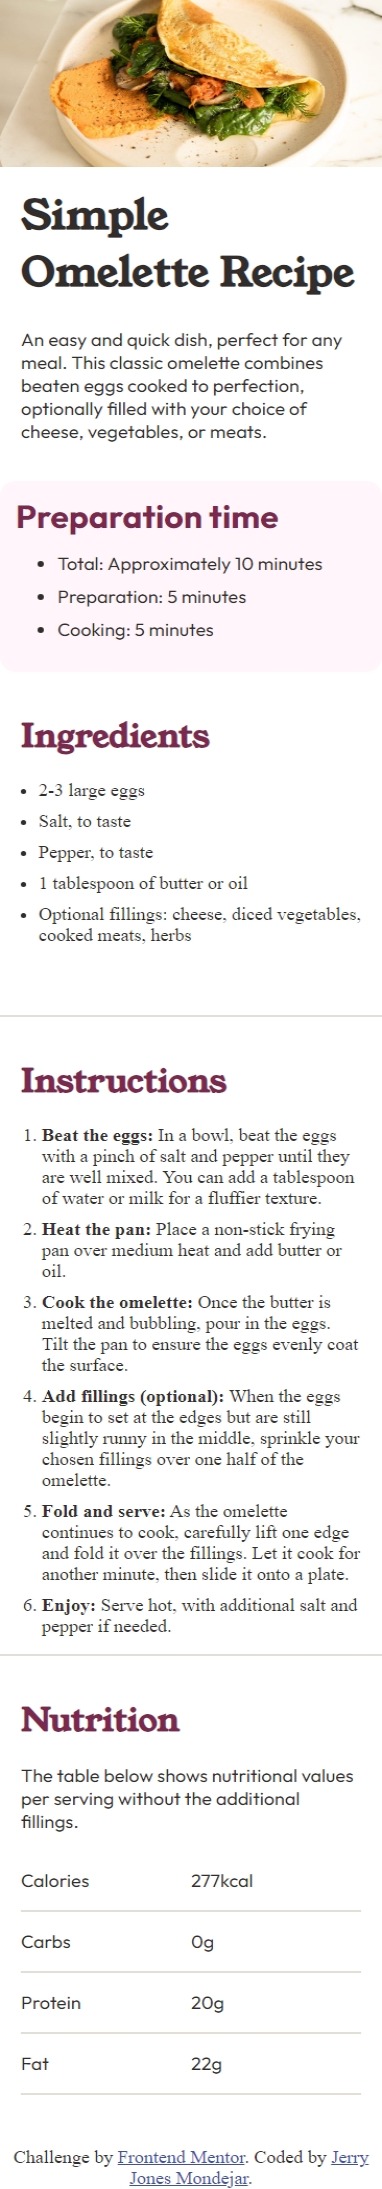 Simple
Omelette Recipe
An easy and quick dish, perfect for any
meal. This classic omelette combines
beaten eggs cooked to perfection,
optionally filled with your choice of
cheese, vegetables, or meats.
Preparation time
• Total: Approximately 10 minutes
• Preparation: 5 minutes
• Cooking: 5 minutes
Ingredients
• 2-3 large eggs
• Salt, to taste
• Pepper, to taste
• 1 tablespoon of butter or oil
• Optional fillings: cheese, diced vegetables,
cooked meats, herbs
Instructions
1. Beat the eggs: In a bowl, beat the eggs
with a pinch of salt and pepper until they
are well mixed. You can add a tablespoon
of water or milk for a fluffier texture.
2. Heat the pan: Place a non-stick frying
pan over medium heat and add butter or
oil.
3. Cook the omelette: Once the butter is
melted and bubbling, pour in the eggs.
Tilt the pan to ensure the eggs evenly coat
the surface.
4. Add fillings (optional): When the eggs
begin to set at the edges but are still
slightly runny in the middle, sprinkle your
chosen fillings over one half of the
omelette.
5. Fold and serve: As the omelette
continues to cook, carefully lift one edge
and fold it over the fillings. Let it cook for
another minute, then slide it onto a plate.
6. Enjoy: Serve hot, with additional salt and
pepper if needed.
Nutrition
The table below shows nutritional values
per serving without the additional
fillings.
Calories 277kcal
Carbs 0g
Protein 20g
Fat 22g
Challenge by Frontend Mentor. Coded by Jerry
Jones Mondejar.